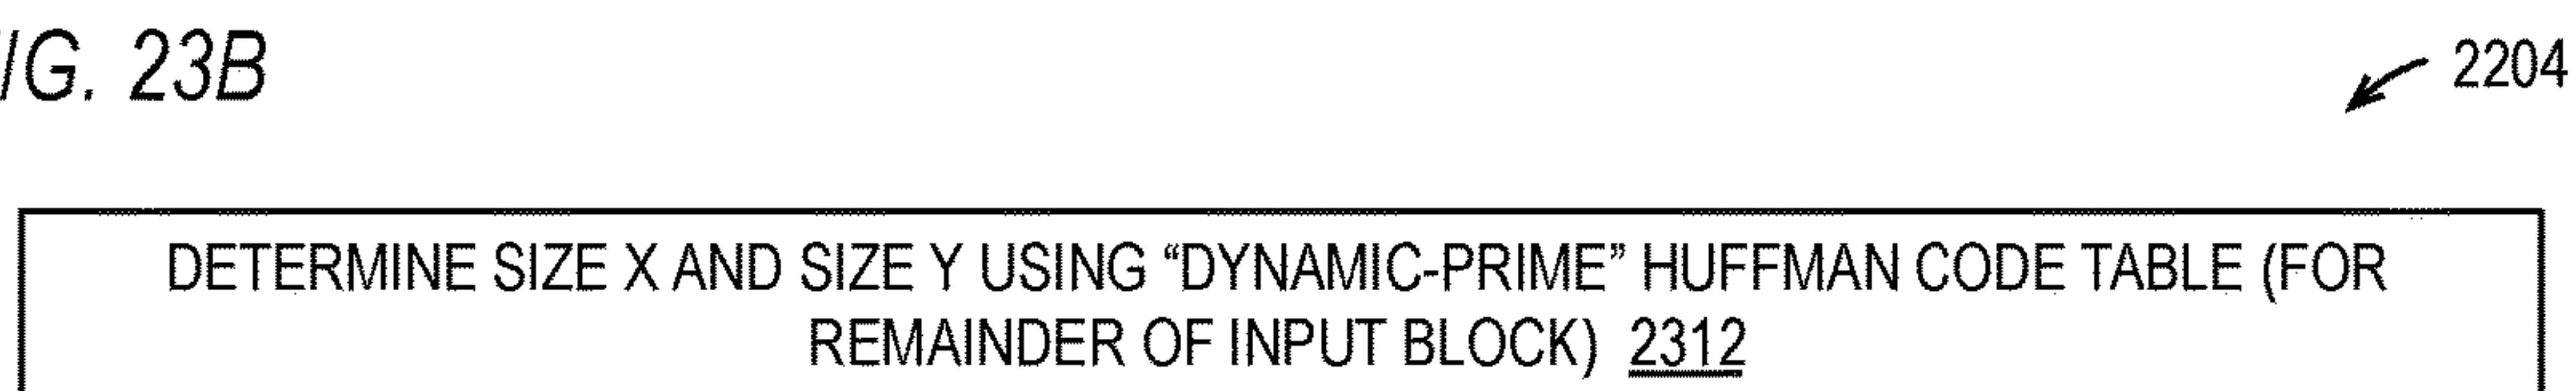 IG. 23B
2204
DETERMINE SIZE X AND SIZE Y USING “DYNAMIC-PRIME” HUFFMAN CODE TABLE (FOR
REMAINDER OF INPUT BLOCK) 2312